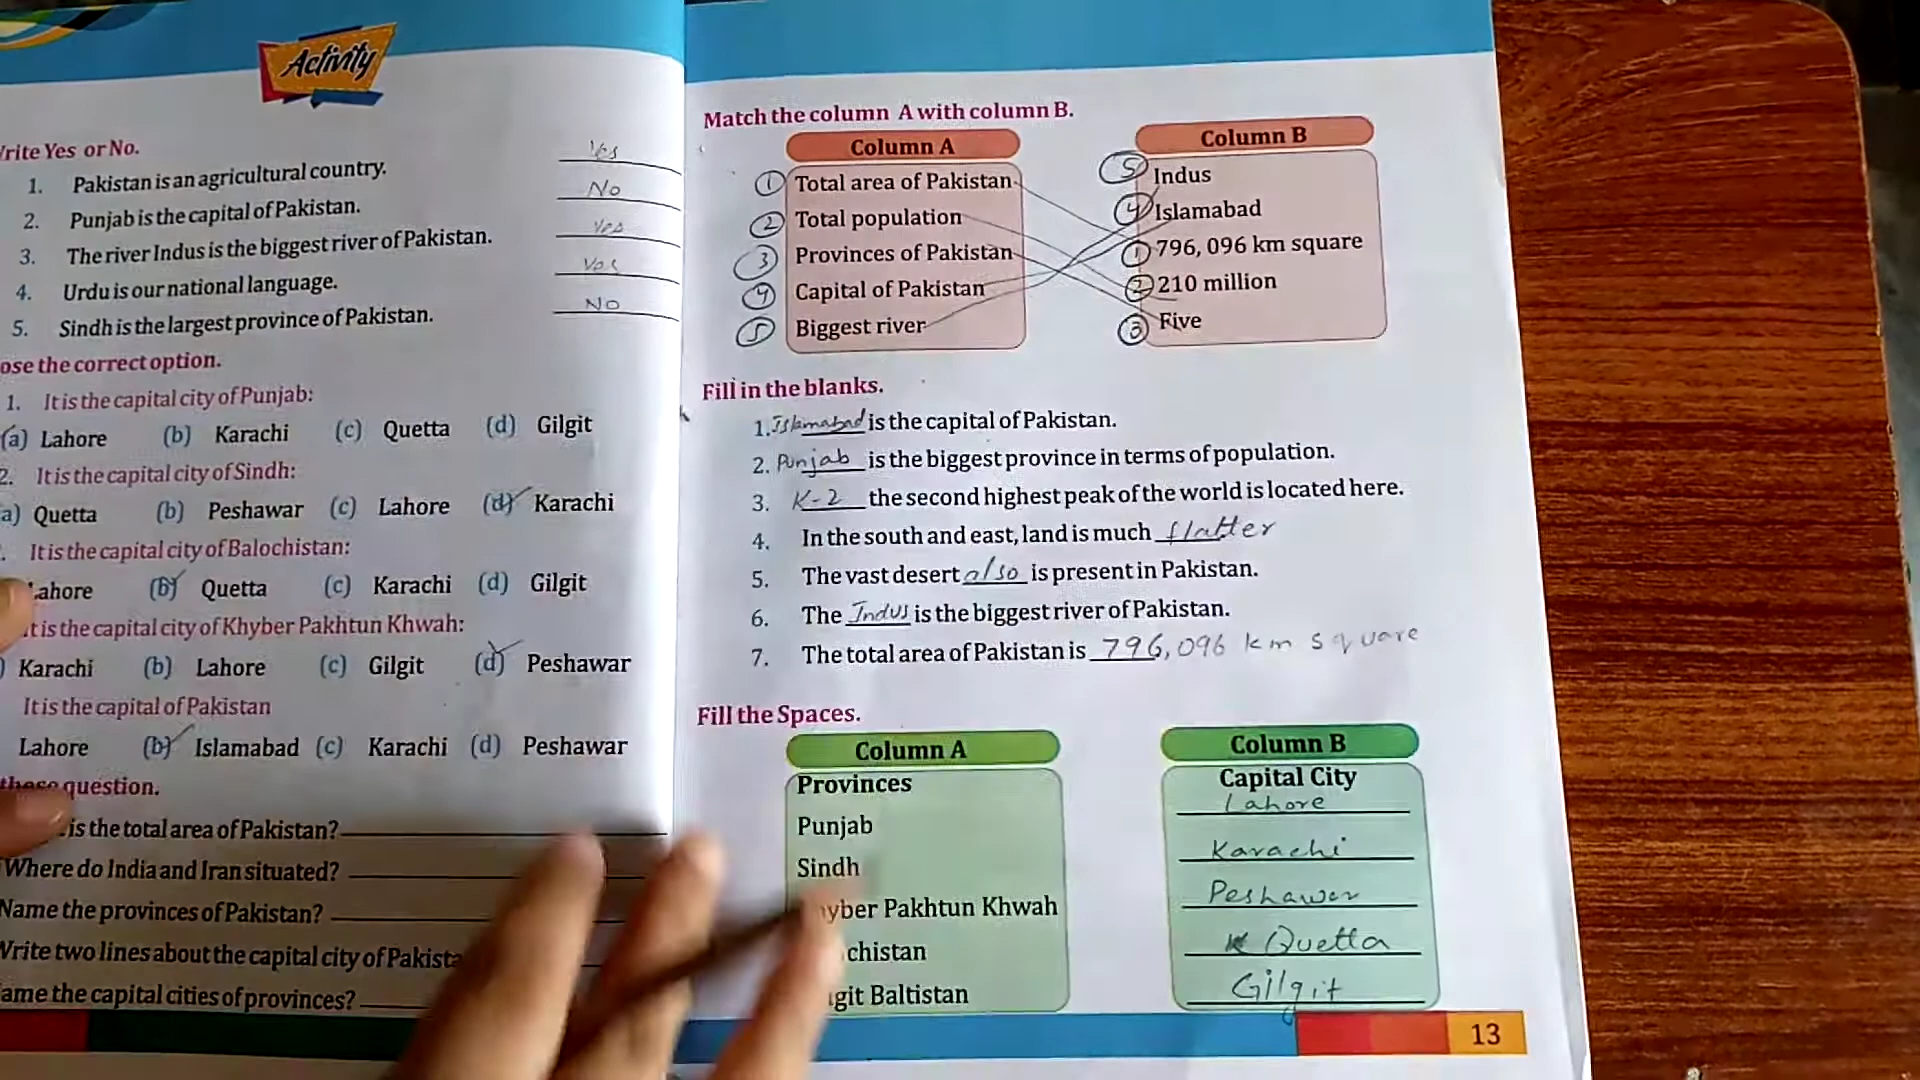 Activity
Write Yes or No.
1. Pakistan is an agricultural country. Yes
2. Punjab is the capital of Pakistan. No
3. The river Indus is the biggest river of Pakistan. Yes
4. Urdu is our national language. Yes
5. Sindh is the largest province of Pakistan. No
ose the correct option.
1. It is the capital city of Punjab:
(a) Lahore (b) Karachi (c) Quetta (d) Gilgit
2. It is the capital city of Sindh:
a) Quetta (b) Peshawar (c) Lahore (d) Karachi
. It is the capital city of Balochistan:
ahore (b) Quetta (c) Karachi (d) Gilgit
t is the capital city of Khyber Pakhtun Khwah:
) Karachi (b) Lahore (c) Gilgit (d) Peshawar
It is the capital of Pakistan
Lahore (b) Islamabad (c) Karachi (d) Peshawar
these question.
is the total area of Pakistan?
Where do India and Iran situated?
Name the provinces of Pakistan?
Write two lines about the capital city of Pakista
ame the capital cities of provinces?
Match the column A with column B.
Column A Column B
1 Total area of Pakistan 5 Indus
2 Total population 4 Islamabad
3 Provinces of Pakistan 1 796, 096 km square
4 Capital of Pakistan 2 210 million
5 Biggest river 3 Five
Fill in the blanks.
1. Islamabad is the capital of Pakistan.
2. Punjab is the biggest province in terms of population.
3. K-2 the second highest peak of the world is located here.
4. In the south and east, land is much flatter
5. The vast desert also is present in Pakistan.
6. The Indus is the biggest river of Pakistan.
7. The total area of Pakistan is 796,096 km square
Fill the Spaces.
Column A Column B
Provinces Capital City
Punjab Lahore
Sindh Karachi
yber Pakhtun Khwah Peshawar
chistan Quetta
git Baltistan Gilgit
13